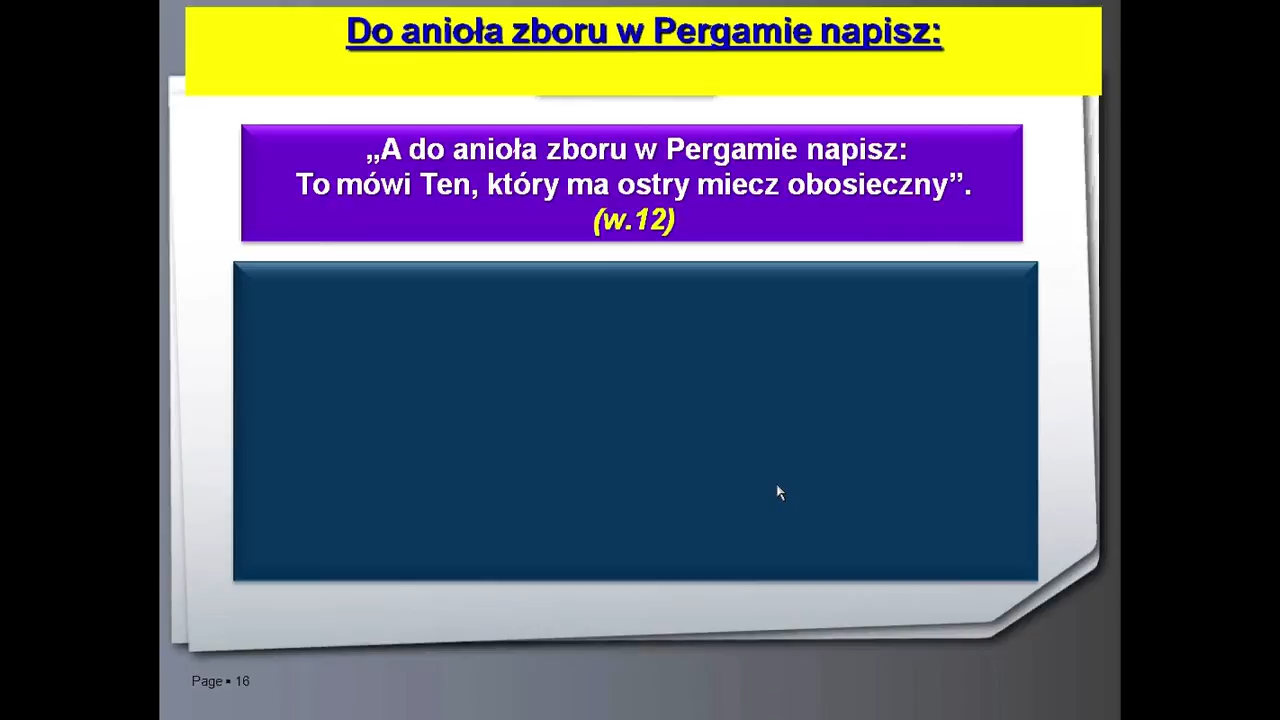 Do anioła zboru w Pergamie napisz:
„A do anioła zboru w Pergamie napisz:
To mówi Ten, który ma ostry miecz obosieczny”.
(w.12)
Page ▪ 16